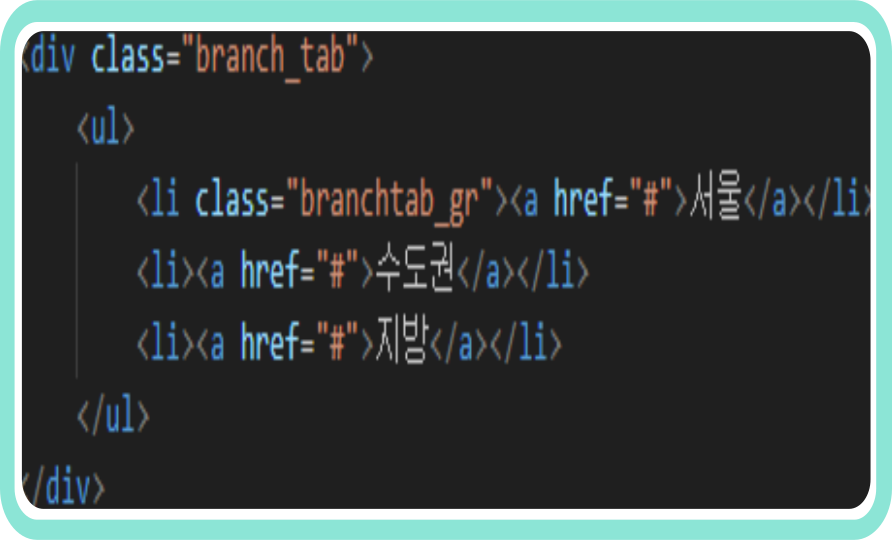 <div class="branch_tab">
<ul>
<li class="branchtab_gr"><a href="#">서울</a></li>
<li><a href="#">수도권</a></li>
<li><a href="#">지방</a></li>
</ul>
</div>